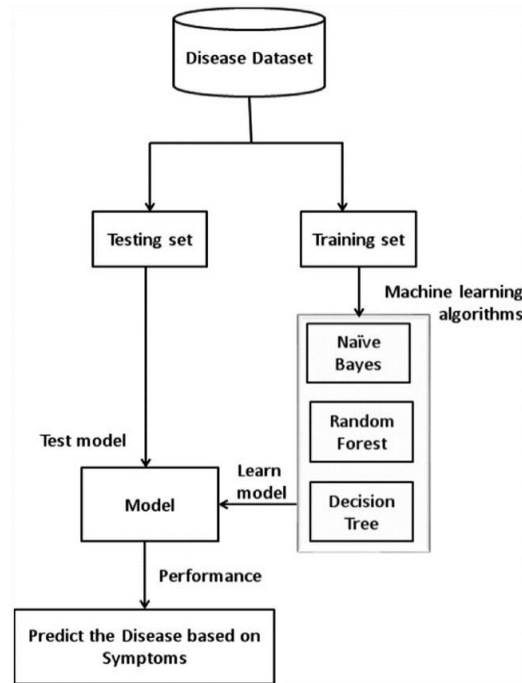 Disease Dataset
Testing set
Training set
Machine learning
algorithms
Naïve
Bayes
Random
Forest
Decision
Tree
Test model
Learn
model
Model
Performance
Predict the Disease based on
Symptoms